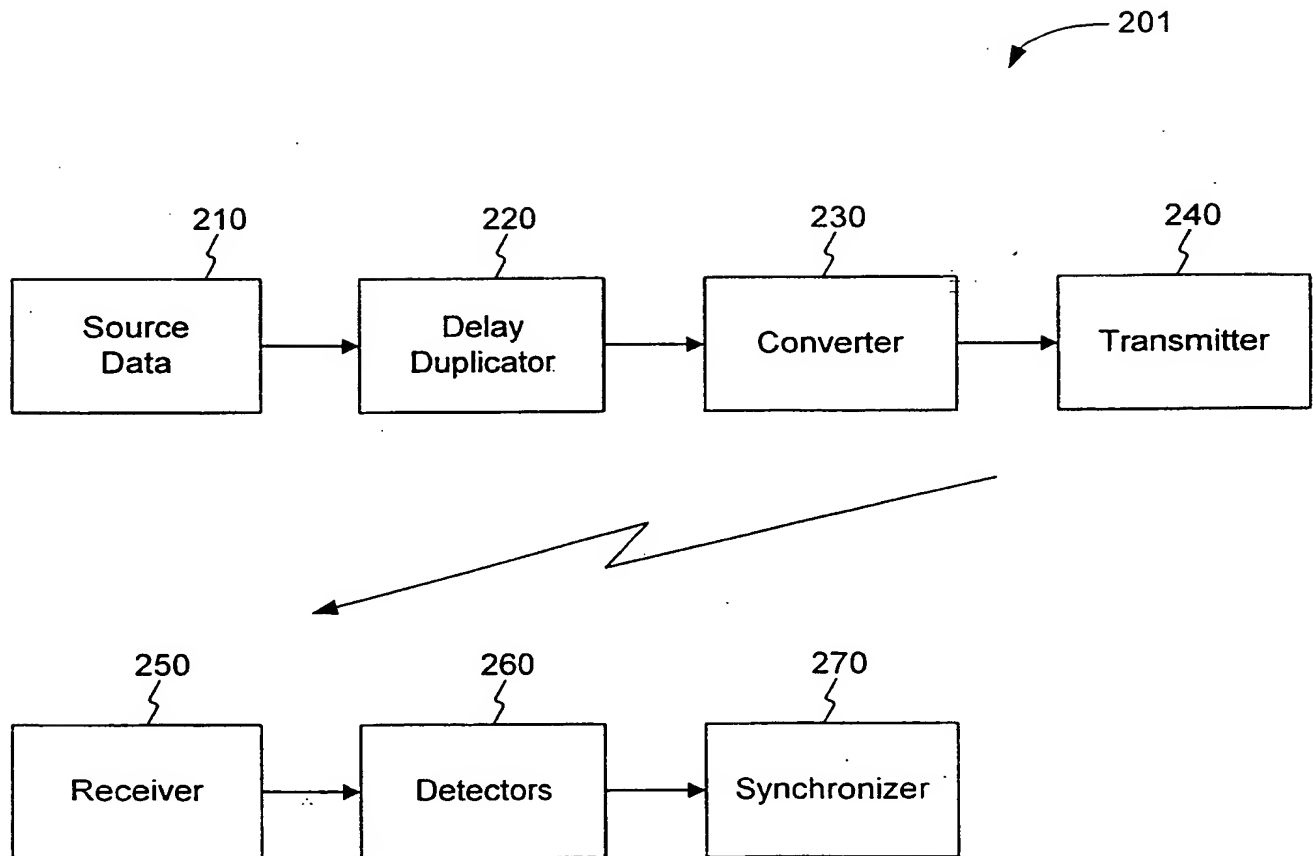 201
210
220
230
240
Source
Data
Delay
Duplicator
Converter
Transmitter
250
260
270
Receiver
Detectors
Synchronizer